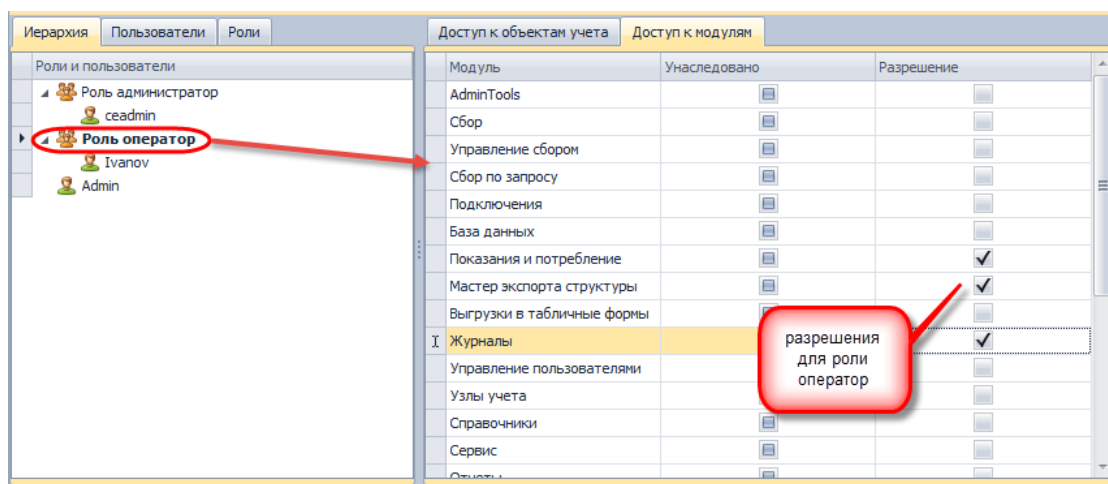 Иерархия Пользователи Роли
Доступ к объектам учета Доступ к модулям
Роли и пользователи
Роль администратор
ceadmin
Роль оператор
Ivanov
Admin
Модуль Унаследовано Разрешение
AdminTools
Сбор
Управление сбором
Сбор по запросу
Подключения
База данных
Показания и потребление
Мастер экспорта структуры
Выгрузки в табличные формы
Журналы
Управление пользователями
Узлы учета
Справочники
Сервис
Отчеты
разрешения
для роли
оператор